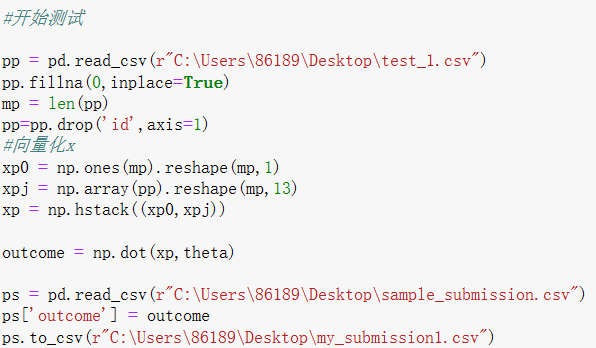 #开始测试
pp = pd.read_csv(r"C:\Users\86189\Desktop\test_1.csv")
pp.fillna(0,inplace=True)
mp = len(pp)
pp=pp.drop('id',axis=1)
#向量化x
xp0 = np.ones(mp).reshape(mp,1)
xpj = np.array(pp).reshape(mp,13)
xp = np.hstack((xp0,xpj))
outcome = np.dot(xp,theta)
ps = pd.read_csv(r"C:\Users\86189\Desktop\sample_submission.csv")
ps['outcome'] = outcome
ps.to_csv(r"C:\Users\86189\Desktop\my_submission1.csv")